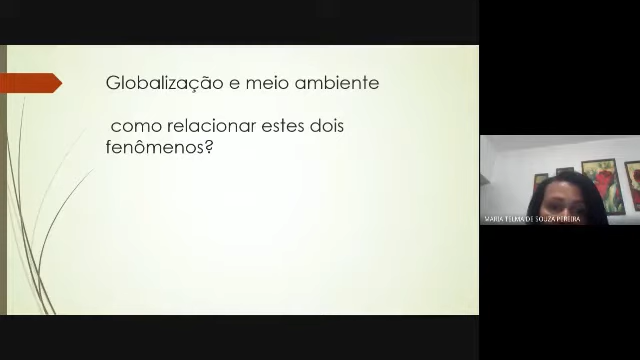 Globalização e meio ambiente
como relacionar estes dois
fenômenos?
MARIA TELMA DE SOUZA PEREIRA